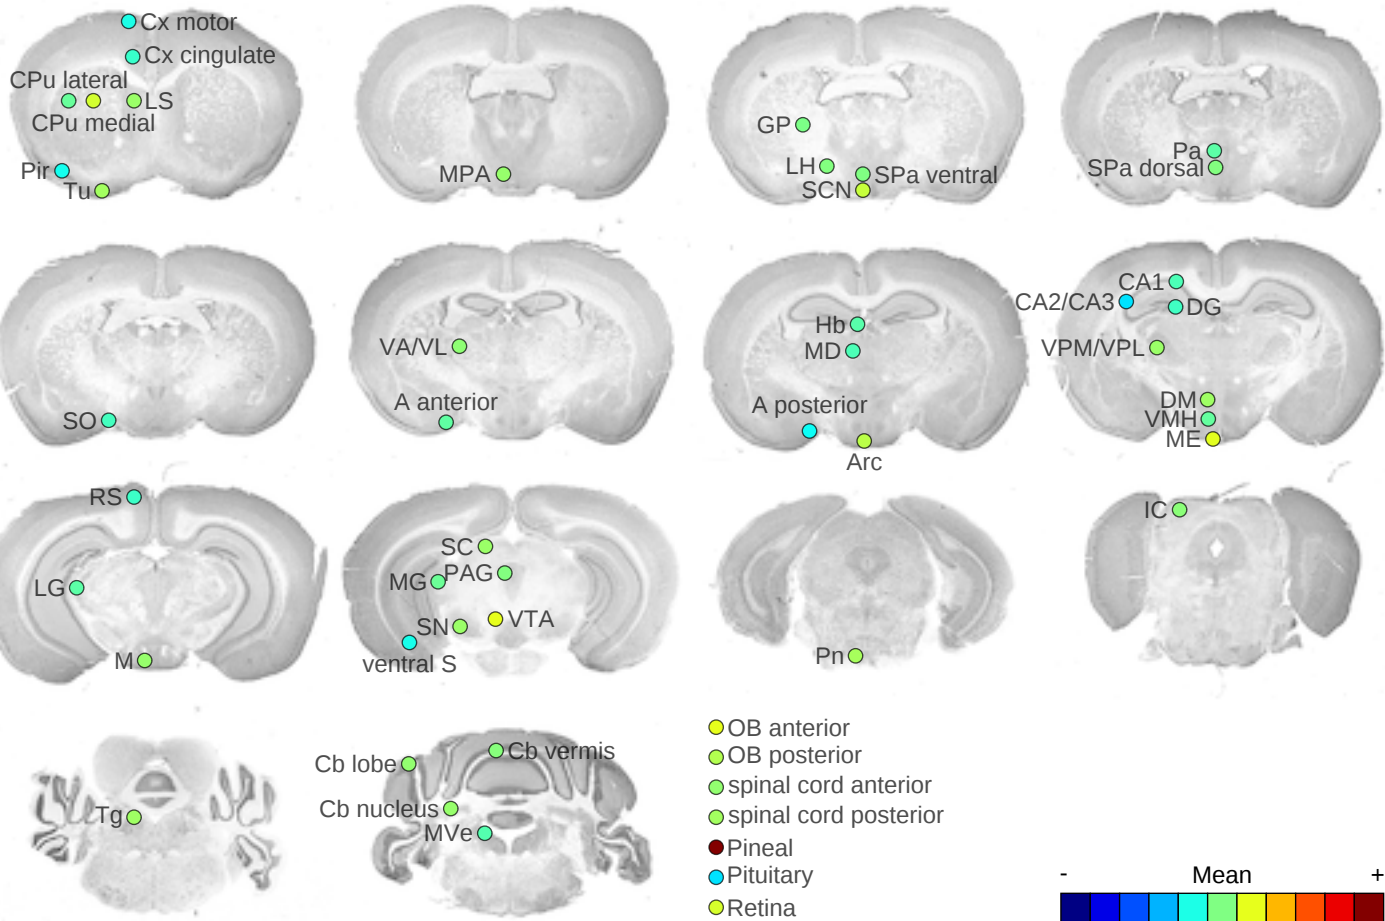 Cx motor
Cx cingulate
CPu lateral
LS
CPu medial
Pir
Tu
MPA
GP
LH
SPa ventral
SCN
Pa
SPa dorsal
SO
VA/VL
A anterior
Hb
MD
A posterior
Arc
CA1
CA2/CA3
DG
VPM/VPL
DM
VMH
ME
RS
LG
M
SC
MG
PAG
SN
VTA
ventral S
Pn
IC
Tg
Cb lobe
Cb vermis
Cb nucleus
MVe
OB anterior
OB posterior
spinal cord anterior
spinal cord posterior
Pineal
Pituitary
Retina
- Mean +